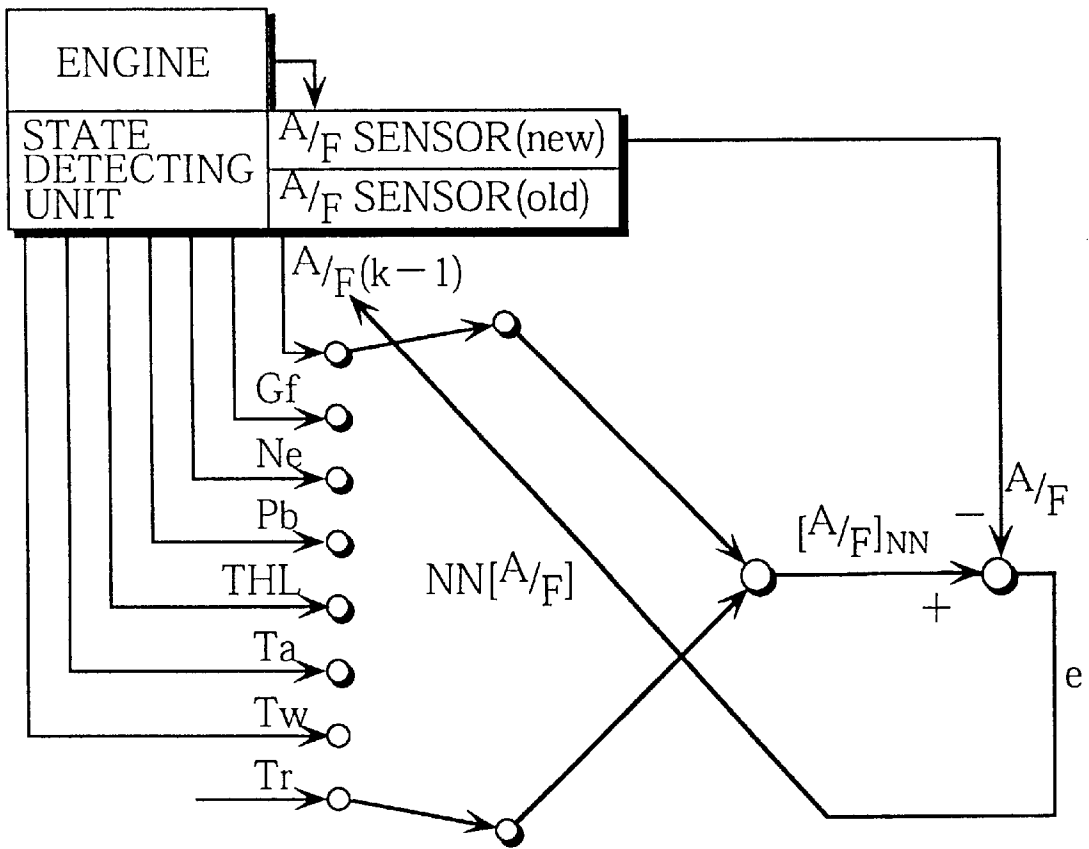 ENGINE
STATE
DETECTING
UNIT
A/F SENSOR(new)
A/F SENSOR(old)
A/F(k−1)
Gf
Ne
Pb
THL
Ta
Tw
Tr
NN[A/F]
[A/F]NN
−
A/F
+
e